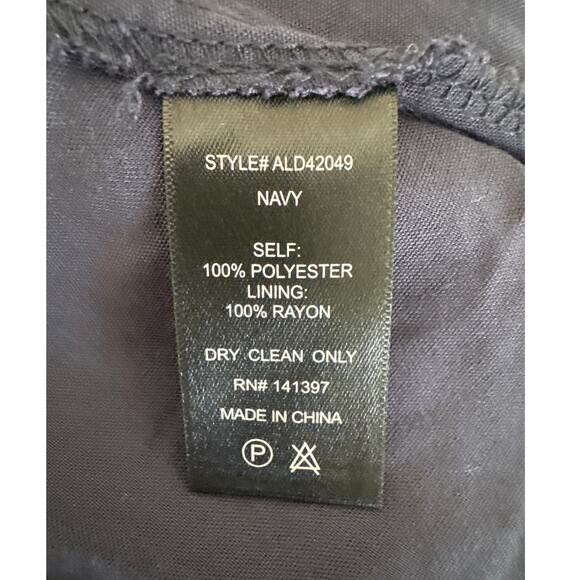 STYLE# ALD42049
NAVY
SELF:
100% POLYESTER
LINING:
100% RAYON
DRY CLEAN ONLY
RN# 141397
MADE IN CHINA
P